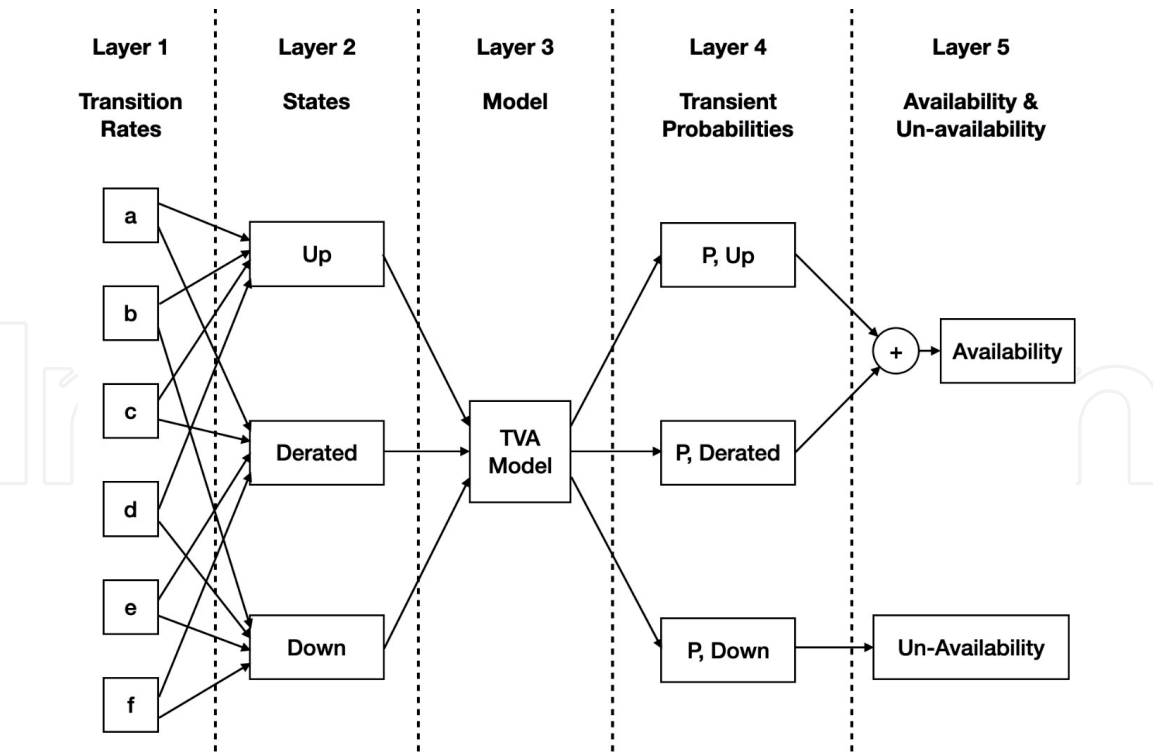 Layer 1
Layer 2
Layer 3
Layer 4
Layer 5
Transition
Rates
States
Model
Transient
Probabilities
Availability &
Un-availability
a
b
c
d
e
f
Up
Derated
Down
TVA
Model
P, Up
P, Derated
P, Down
+
Availability
Un-Availability